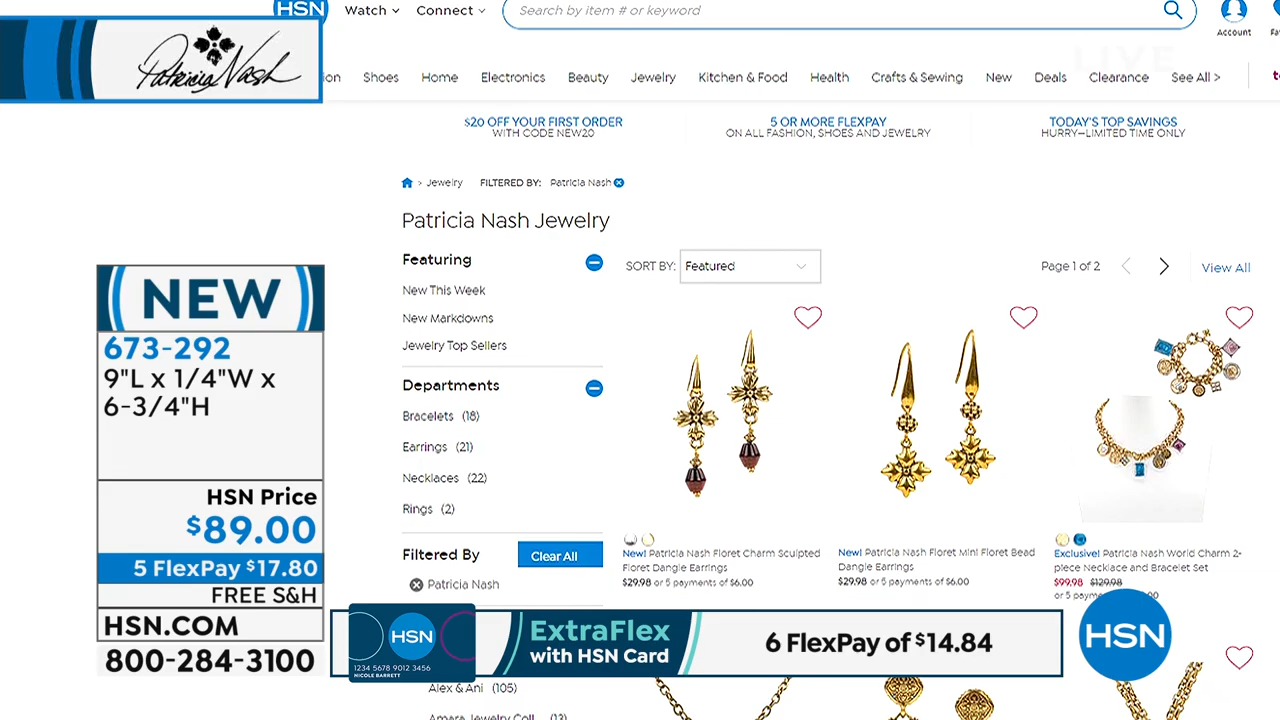 HSN
Watch
Connect
Search by item # or keyword
Account
Patricia Nash
LIVE
Shoes
Home
Electronics
Beauty
Jewelry
Kitchen & Food
Health
Crafts & Sewing
New
Deals
Clearance
See All >
$20 OFF YOUR FIRST ORDER
WITH CODE NEW20
5 OR MORE FLEXPAY
ON ALL FASHION, SHOES AND JEWELRY
TODAY'S TOP SAVINGS
HURRY—LIMITED TIME ONLY
> Jewelry FILTERED BY: Patricia Nash
Patricia Nash Jewelry
Featuring
New This Week
New Markdowns
Jewelry Top Sellers
Departments
Bracelets (18)
Earrings (21)
Necklaces (22)
Rings (2)
Filtered By
Clear All
Patricia Nash
Alex & Ani (105)
Amara Jewelry Coll... (13)
SORT BY: Featured
Page 1 of 2
View All
New! Patricia Nash Floret Charm Sculpted
Floret Dangle Earrings
$29.98 or 5 payments of $6.00
New! Patricia Nash Floret Mini Floret Bead
Dangle Earrings
$29.98 or 5 payments of $6.00
Exclusive! Patricia Nash World Charm 2-
piece Necklace and Bracelet Set
$99.98 $129.98
or 5 payments
NEW
673-292
9"L x 1/4"W x
6-3/4"H
HSN Price
$89.00
5 FlexPay $17.80
FREE S&H
HSN.COM
800-284-3100
HSN
1234 5678 9012 3456
NICOLE BARRETT
ExtraFlex
with HSN Card
6 FlexPay of $14.84
HSN